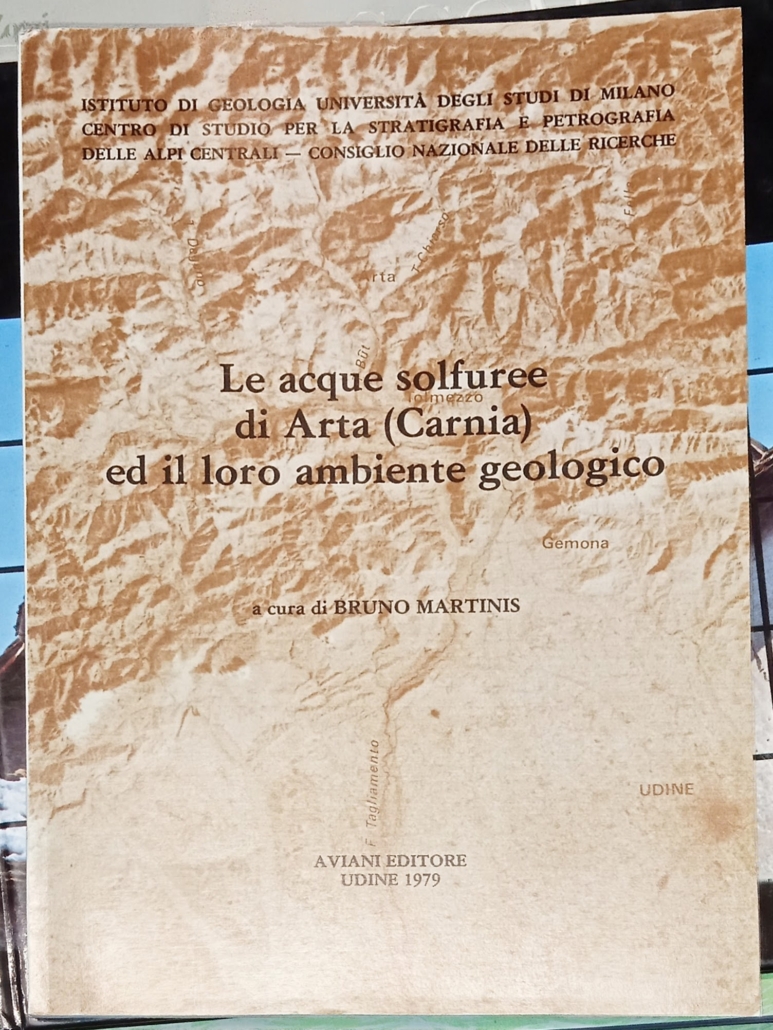 ISTITUTO DI GEOLOGIA UNIVERSITÀ DEGLI STUDI DI MILANO
CENTRO DI STUDIO PER LA STRATIGRAFIA E PETROGRAFIA
DELLE ALPI CENTRALI — CONSIGLIO NAZIONALE DELLE RICERCHE
T. Chiarsò
Arta
Bût
Le acque solfuree
Tolmezzo
di Arta (Carnia)
ed il loro ambiente geologico
Gemona
a cura di BRUNO MARTINIS
F. Tagliamento
UDINE
AVIANI EDITORE
UDINE 1979